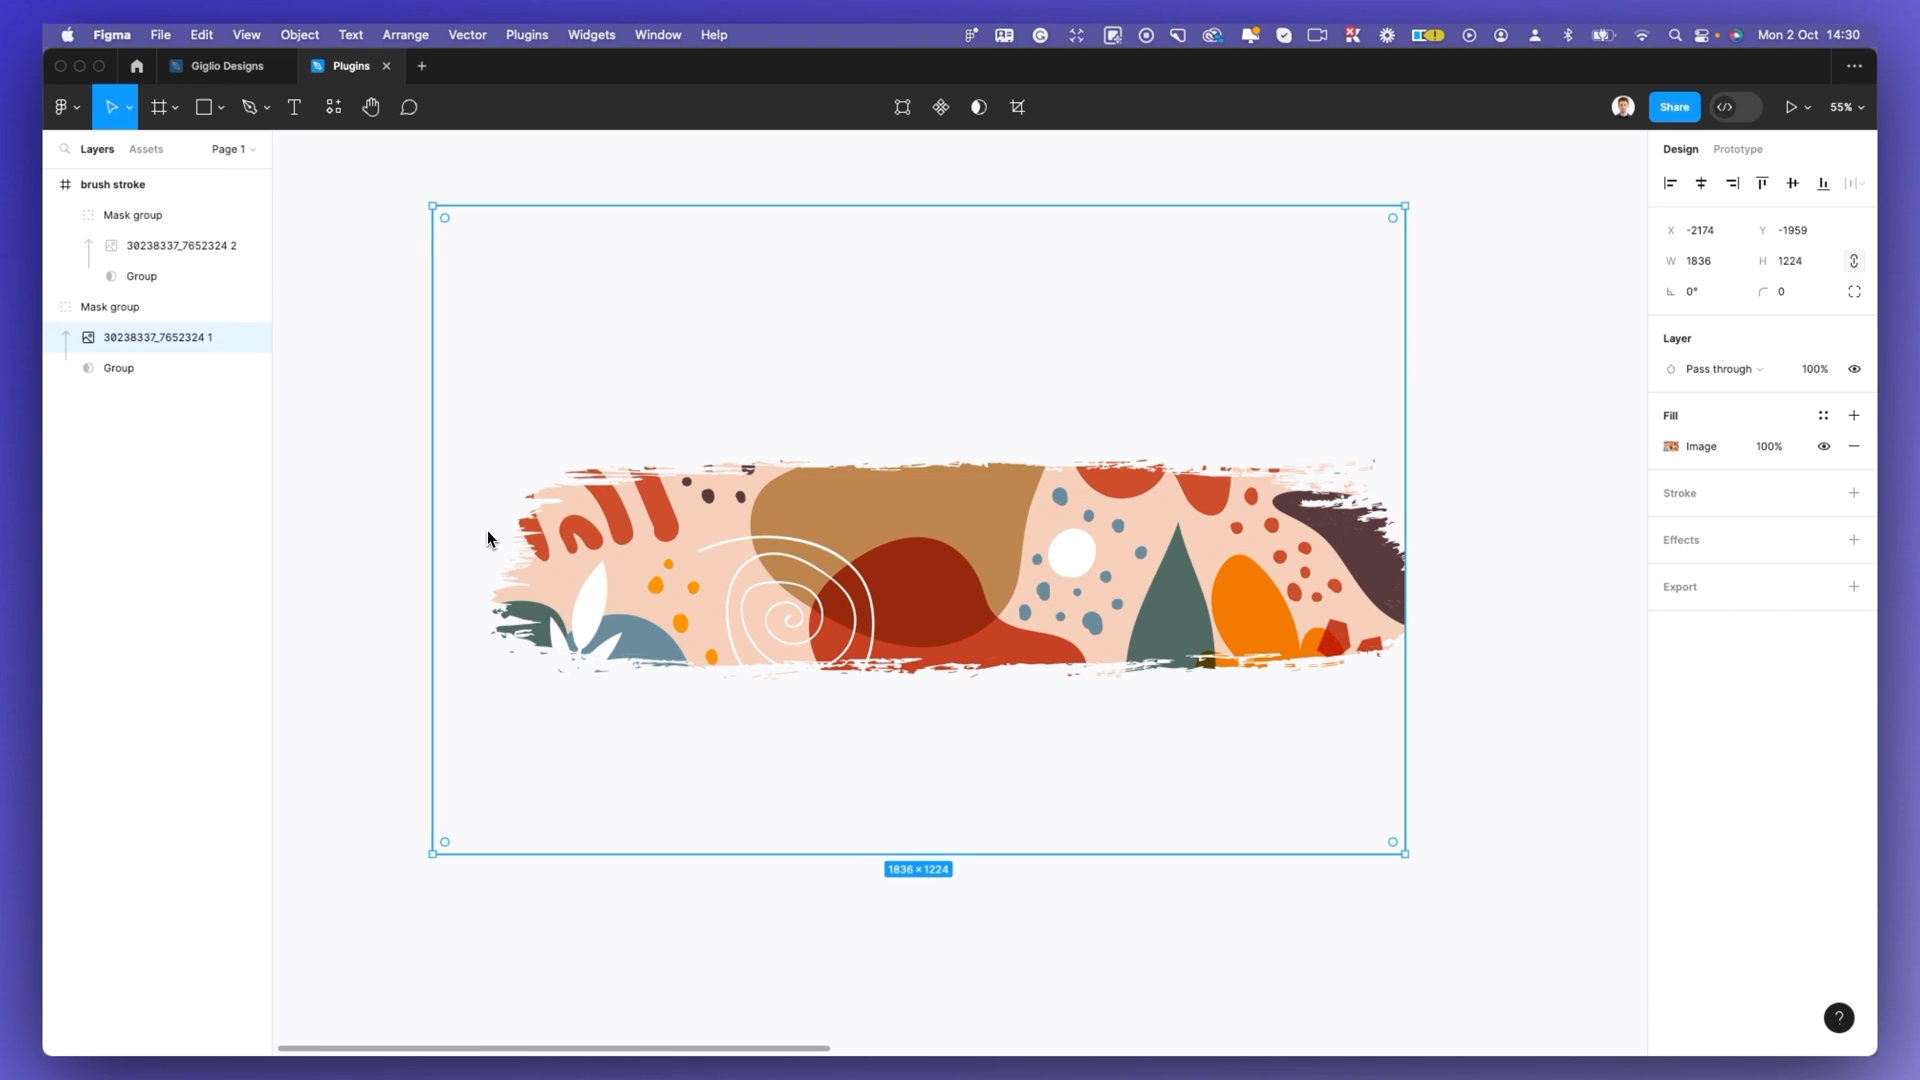 Figma File Edit View Object Text Arrange Vector Plugins Widgets Window Help Mon 2 Oct 14:30
Giglio Designs Plugins
Share 55%
Layers Assets Page 1
brush stroke
Mask group
30238337_7652324 2
Group
Mask group
30238337_7652324 1
Group
1836 × 1224
Design Prototype
X -2174 Y -1959
W 1836 H 1224
0° 0
Layer
Pass through 100%
Fill
Image 100%
Stroke
Effects
Export
?